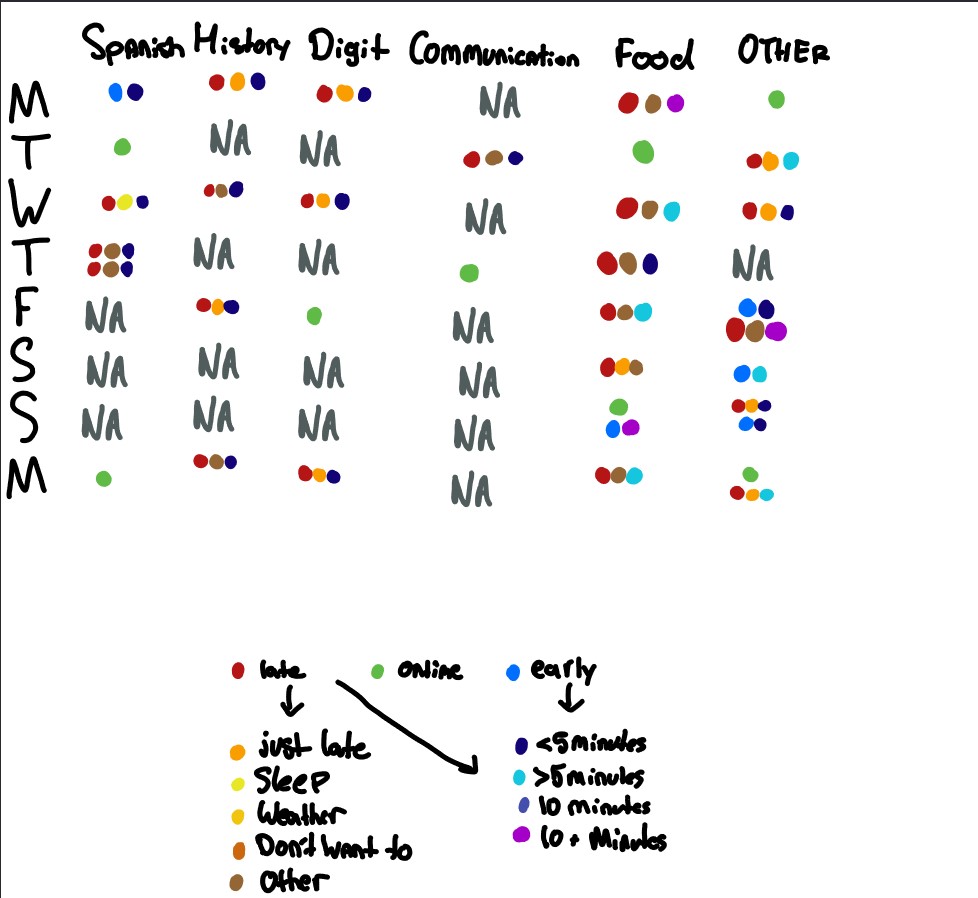 Spanish History Digit Communication Food OTHER
M NA
T NA NA
W NA
T NA NA NA
F NA NA
S NA NA NA NA
S NA NA NA NA
M NA
late online early
just late <5 minutes
Sleep >5 minutes
Weather 10 minutes
Don't want to 10 + Minutes
Other